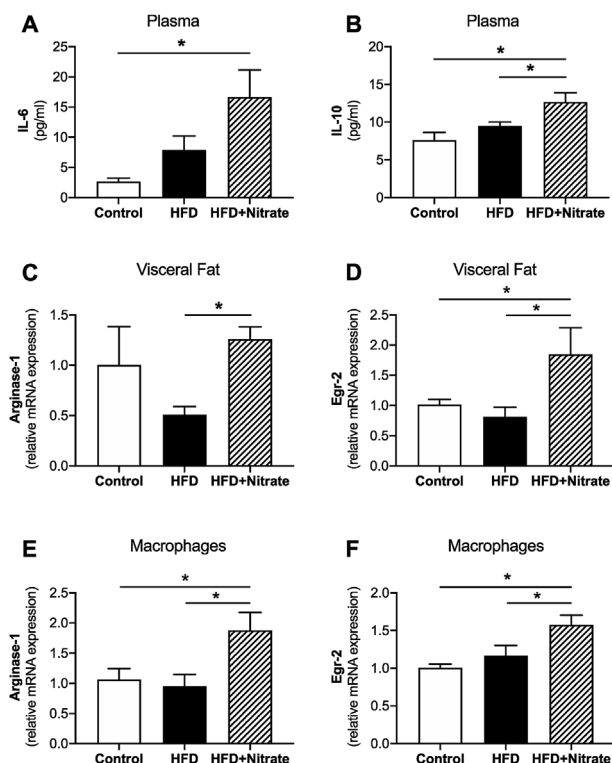 A
Plasma
*
IL-6
(pg/ml)
25
20
15
10
5
0
Control HFD HFD+Nitrate
B
Plasma
*
*
IL-10
(pg/ml)
20
15
10
5
0
Control HFD HFD+Nitrate
C
Visceral Fat
*
Arginase-1
(relative mRNA expression)
1.5
1.0
0.5
0.0
Control HFD HFD+Nitrate
D
Visceral Fat
*
*
Egr-2
(relative mRNA expression)
2.5
2.0
1.5
1.0
0.5
0.0
Control HFD HFD+Nitrate
E
Macrophages
*
*
Arginase-1
(relative mRNA expression)
2.5
2.0
1.5
1.0
0.5
0.0
Control HFD HFD+Nitrate
F
Macrophages
*
*
Egr-2
(relative mRNA expression)
2.0
1.5
1.0
0.5
0.0
Control HFD HFD+Nitrate